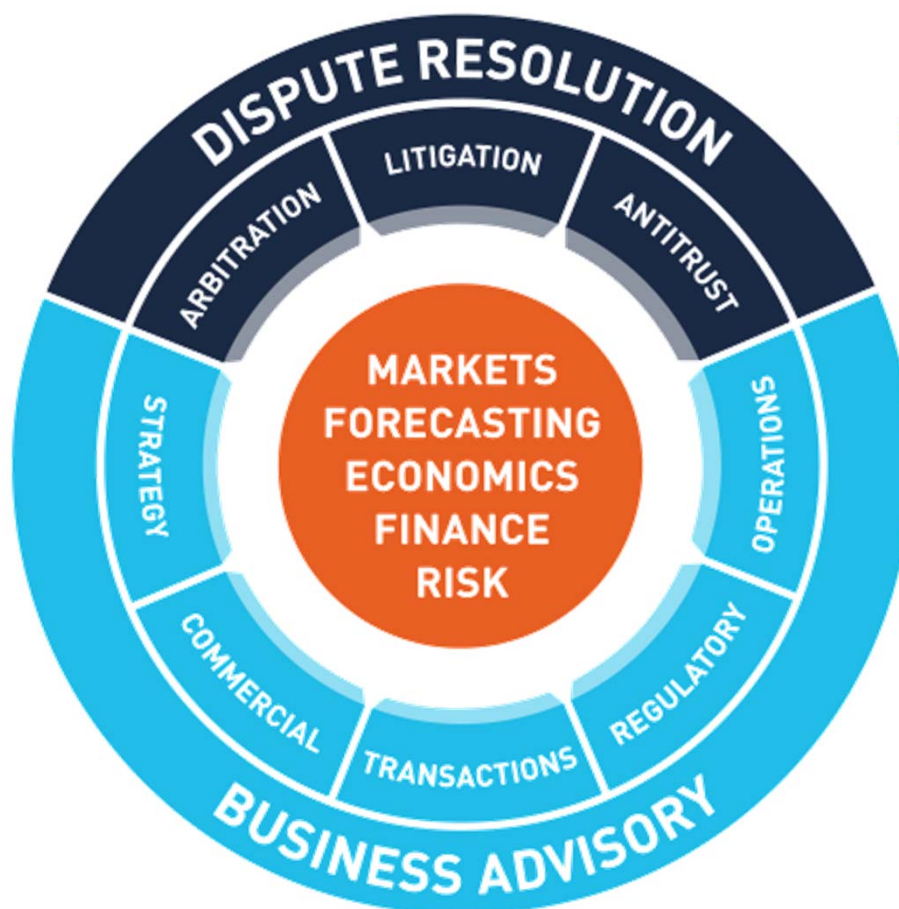 DISPUTE RESOLUTION
ARBITRATION
LITIGATION
ANTITRUST
STRATEGY
OPERATIONS
MARKETS
FORECASTING
ECONOMICS
FINANCE
RISK
COMMERCIAL
TRANSACTIONS
REGULATORY
BUSINESS ADVISORY